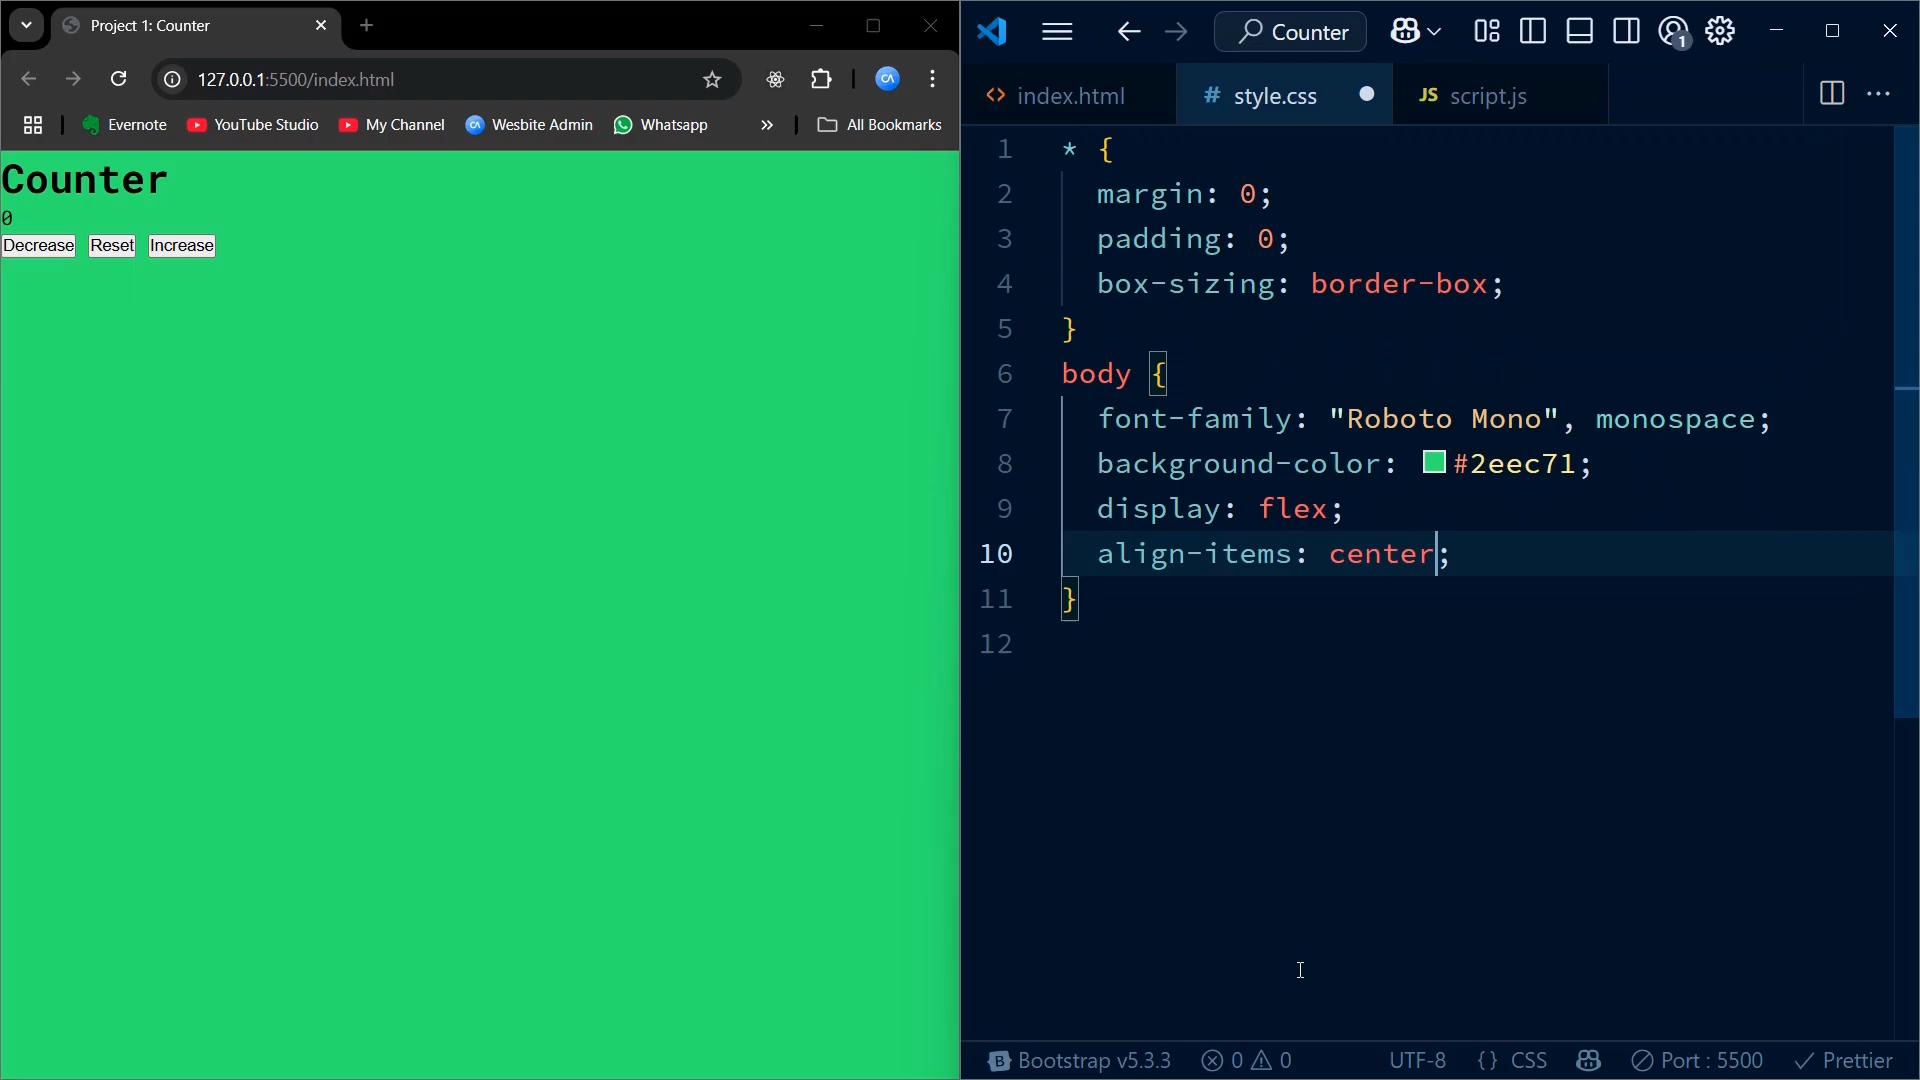 Project 1: Counter
127.0.0.1:5500/index.html
Evernote
YouTube Studio
My Channel
Wesbite Admin
Whatsapp
All Bookmarks
Counter
0
Decrease
Reset
Increase
Counter
1
index.html
# style.css
JS script.js
1 * {
2 margin: 0;
3 padding: 0;
4 box-sizing: border-box;
5 }
6 body {
7 font-family: "Roboto Mono", monospace;
8 background-color: #2eec71;
9 display: flex;
10 align-items: center;
11 }
12
B Bootstrap v5.3.3
0
0
UTF-8
{} CSS
Port : 5500
Prettier